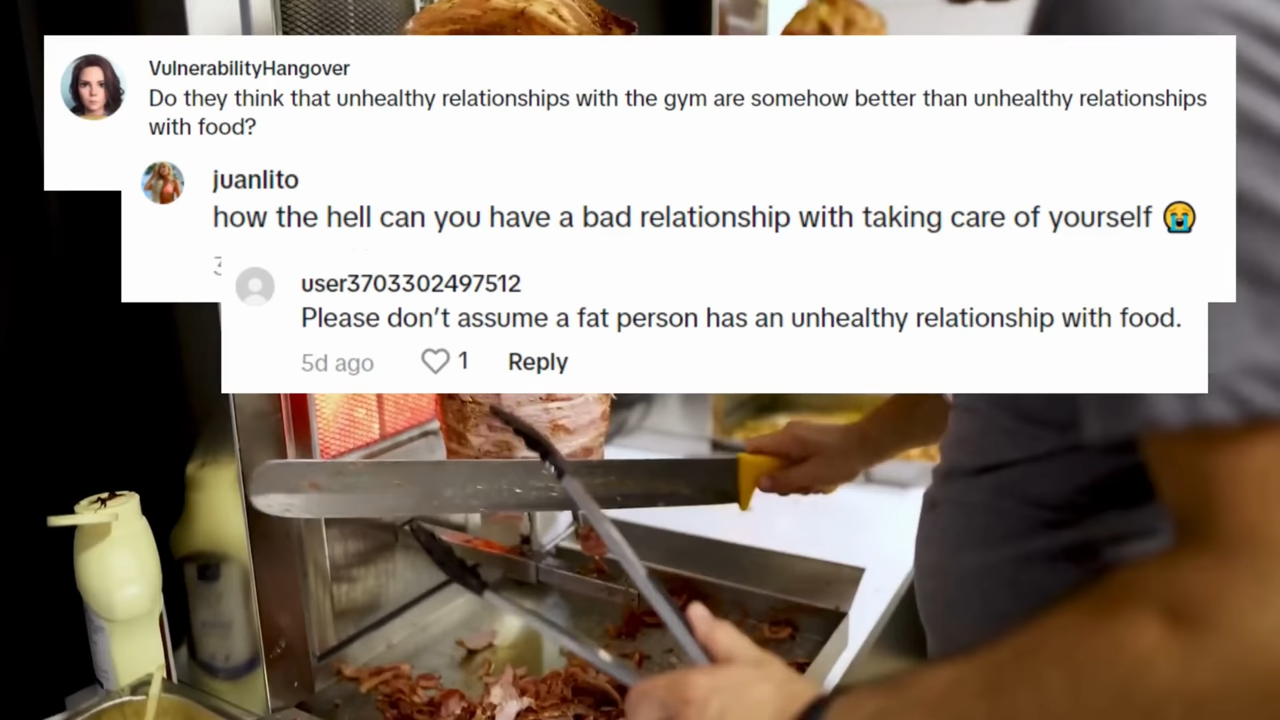 VulnerabilityHangover
Do they think that unhealthy relationships with the gym are somehow better than unhealthy relationships
with food?
juanlito
how the hell can you have a bad relationship with taking care of yourself 😭
user3703302497512
Please don't assume a fat person has an unhealthy relationship with food.
5d ago 1 Reply